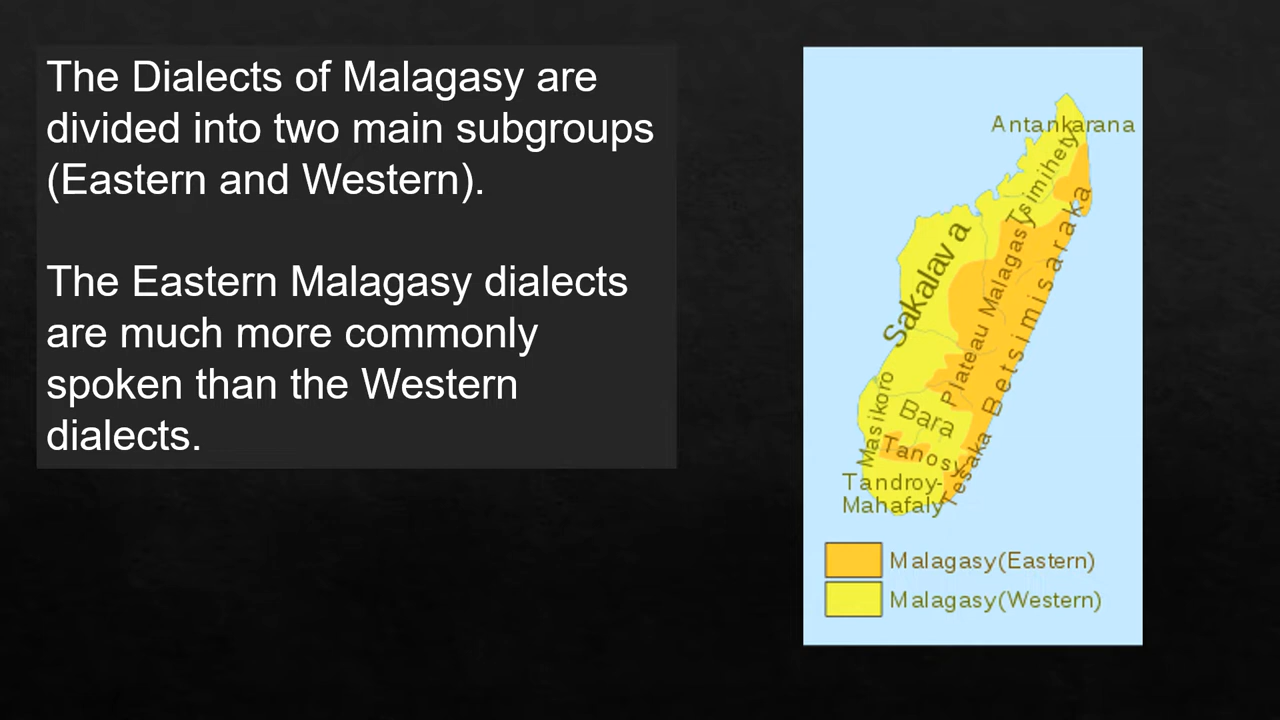 The Dialects of Malagasy are
divided into two main subgroups
(Eastern and Western).
The Eastern Malagasy dialects
are much more commonly
spoken than the Western
dialects.
Antankarana
Tsimihety
Sakalava
Plateau Malagasy
Betsimisaraka
Masikoro
Bara
Tanosy
Tesaka
Tandroy-
Mahafaly
Malagasy(Eastern)
Malagasy(Western)